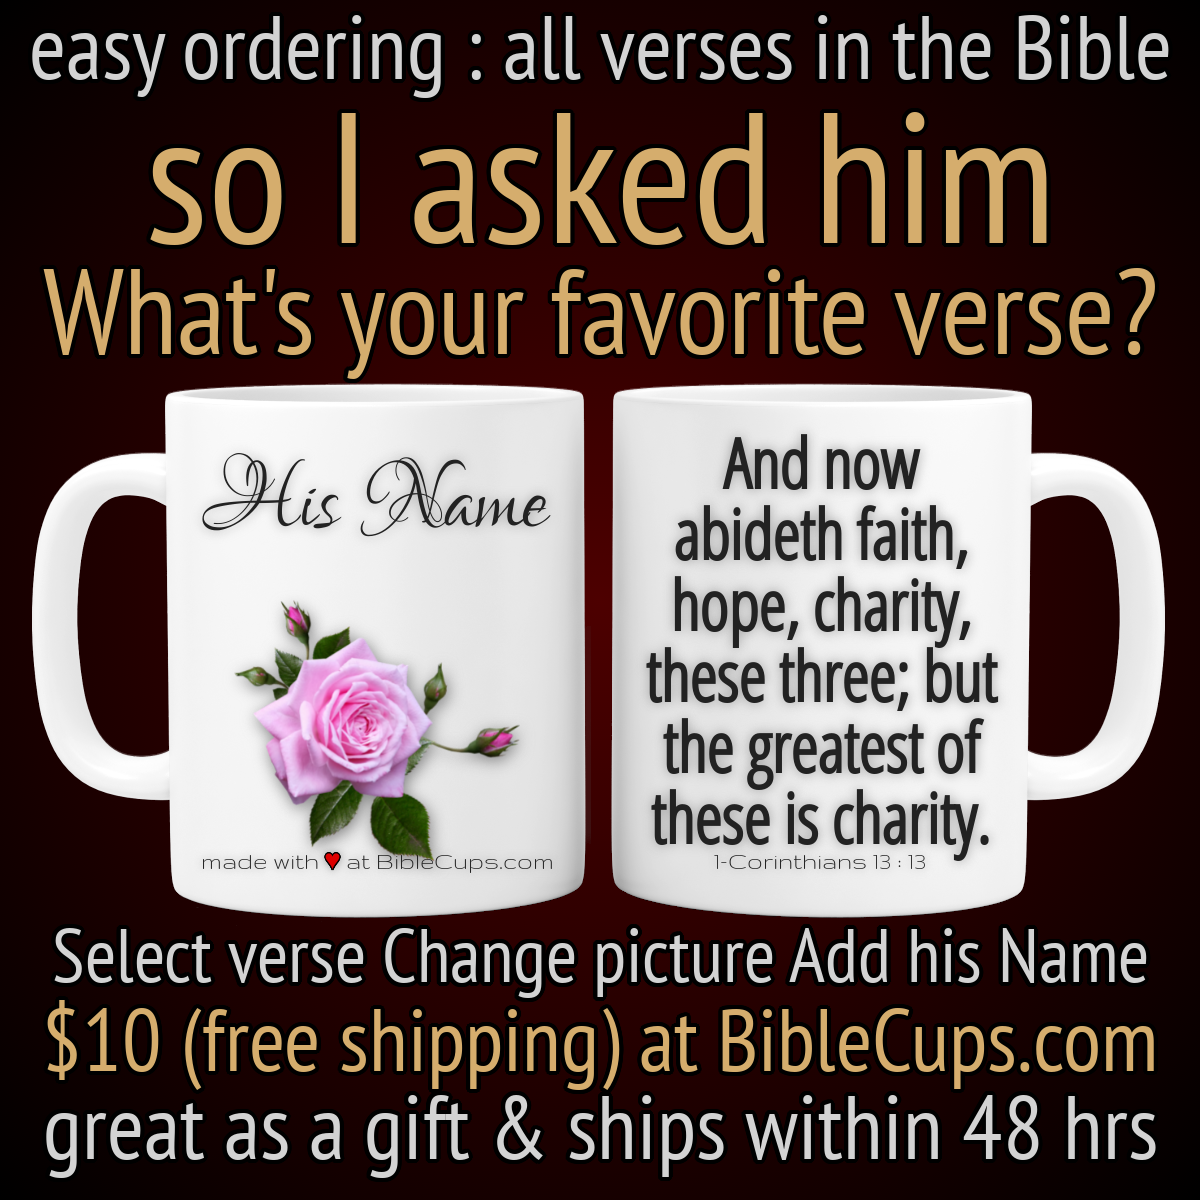 easy ordering : all verses in the Bible
so I asked him
What's your favorite verse?
His Name
made with ♥ at BibleCups.com
And now
abideth faith,
hope, charity,
these three; but
the greatest of
these is charity.
1-Corinthians 13 : 13
Select verse Change picture Add his Name
$10 (free shipping) at BibleCups.com
great as a gift & ships within 48 hrs